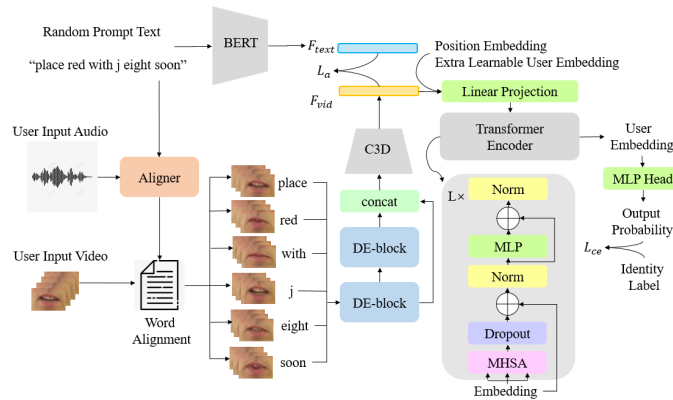 Random Prompt Text
"place red with j eight soon"
BERT
F_text
L_a
F_vid
Position Embedding
Extra Learnable User Embedding
Linear Projection
Transformer
Encoder
User
Embedding
MLP Head
Output
Probability
L_ce
Identity
Label
User Input Audio
Aligner
User Input Video
Word
Alignment
place
red
with
j
eight
soon
C3D
concat
DE-block
DE-block
L×
Norm
MLP
Norm
Dropout
MHSA
Embedding